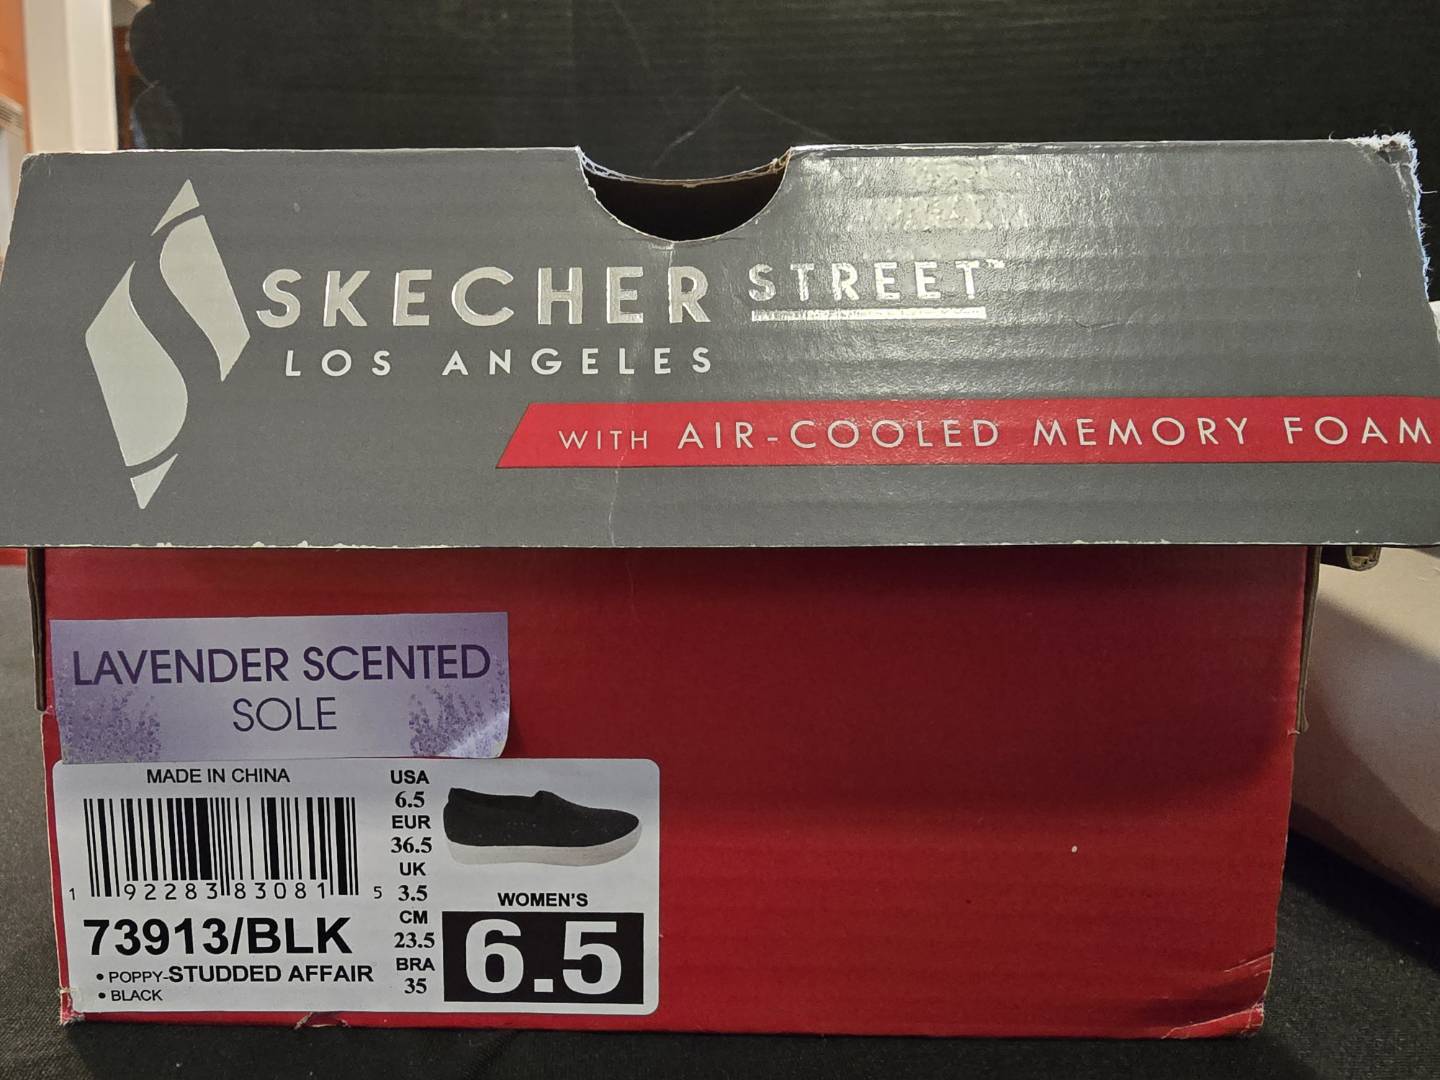 SKECHER STREET™
LOS ANGELES
WITH AIR-COOLED MEMORY FOAM
LAVENDER SCENTED
SOLE
MADE IN CHINA
1 92283 83081 5
73913/BLK
• POPPY-STUDDED AFFAIR
• BLACK
USA
6.5
EUR
36.5
UK
3.5
CM
23.5
BRA
35
WOMEN'S
6.5